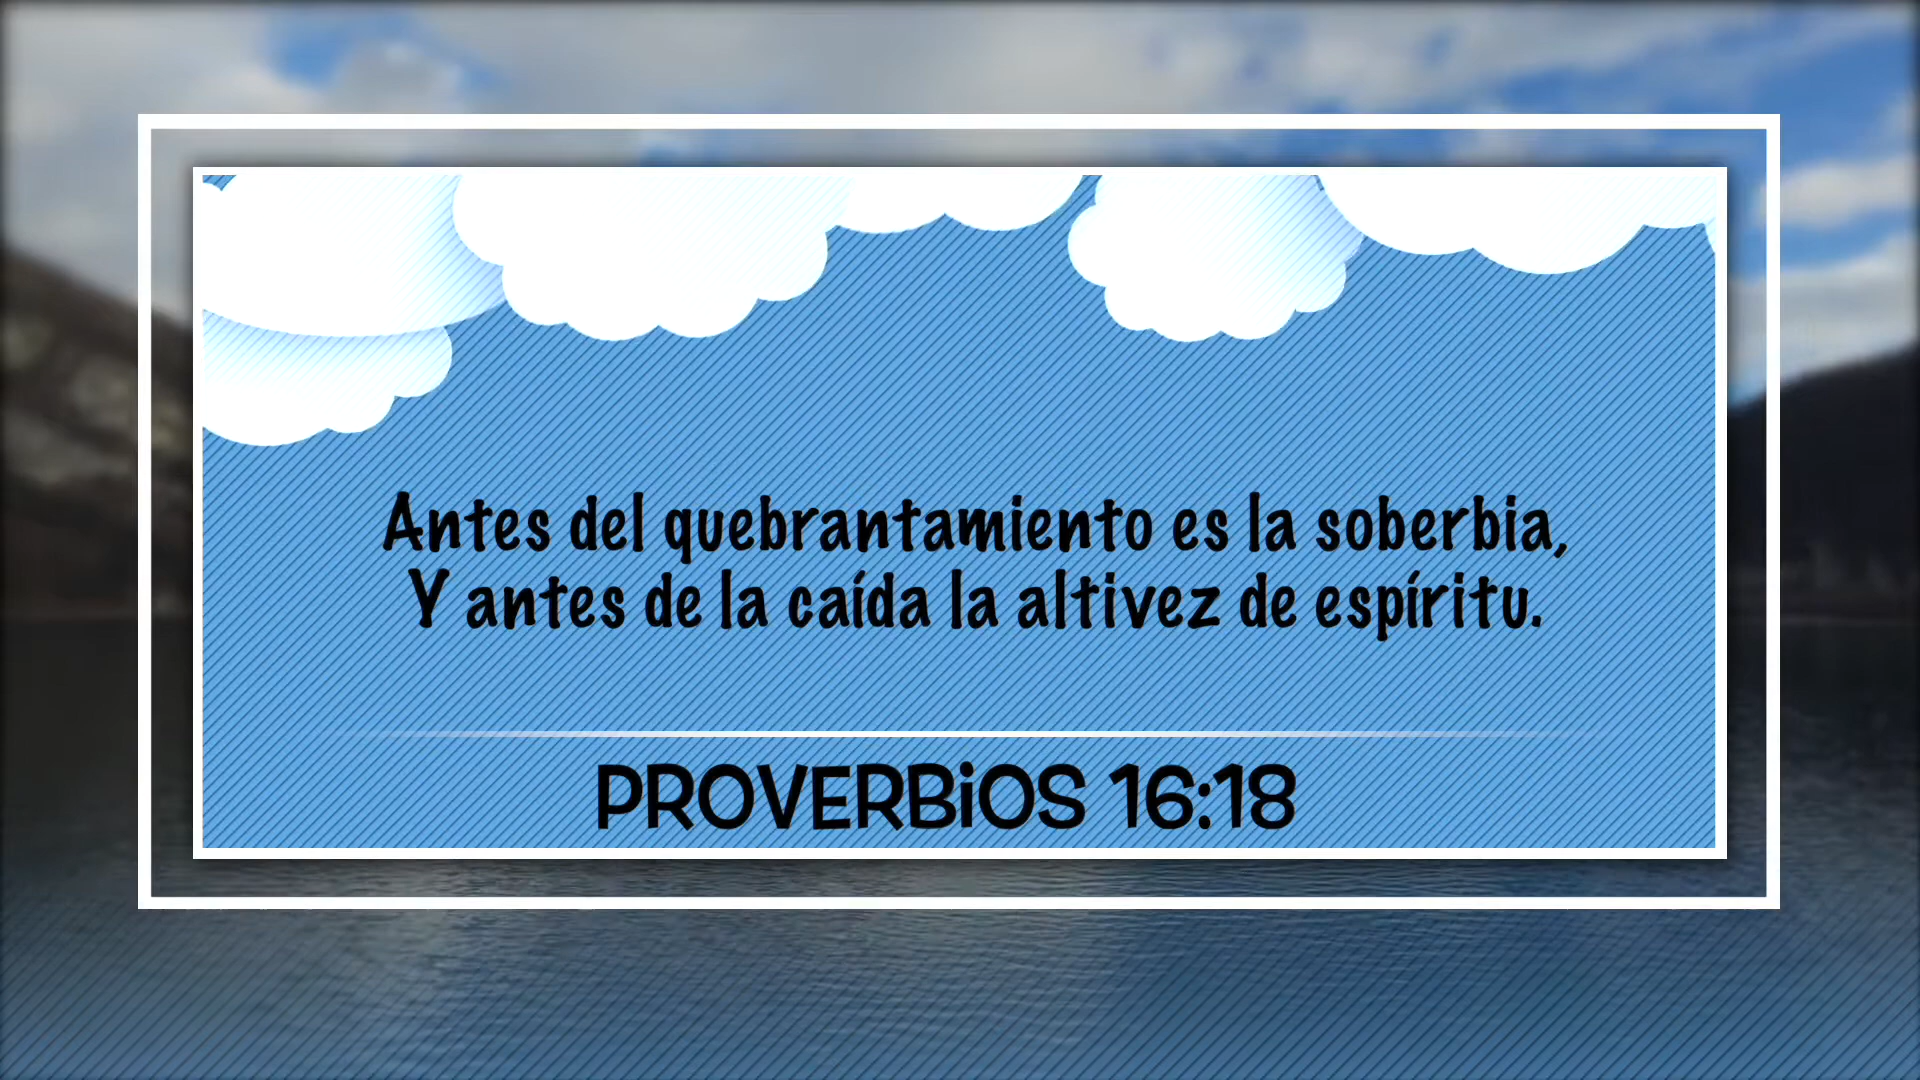 Antes del quebrantamiento es la soberbia,
Y antes de la caída la altivez de espíritu.
PROVERBiOS 16:18